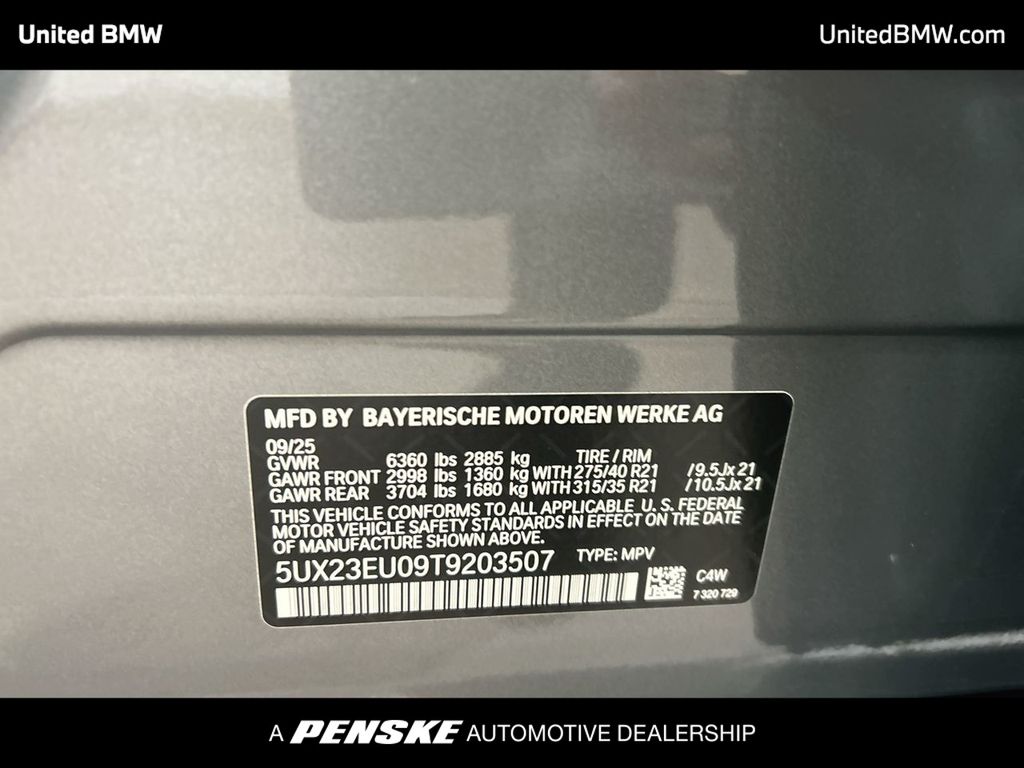 United BMW
UnitedBMW.com
MFD BY BAYERISCHE MOTOREN WERKE AG
09/25
GVWR 6360 lbs 2885 kg TIRE / RIM
GAWR FRONT 2998 lbs 1360 kg WITH 275/40 R21 /9.5Jx21
GAWR REAR 3704 lbs 1680 kg WITH 315/35 R21 /10.5Jx21
THIS VEHICLE CONFORMS TO ALL APPLICABLE U.S. FEDERAL
MOTOR VEHICLE SAFETY STANDARDS IN EFFECT ON THE DATE
OF MANUFACTURE SHOWN ABOVE.
5UX23EU09T9203507 TYPE: MPV
C4W
7 320 729
A PENSKE AUTOMOTIVE DEALERSHIP